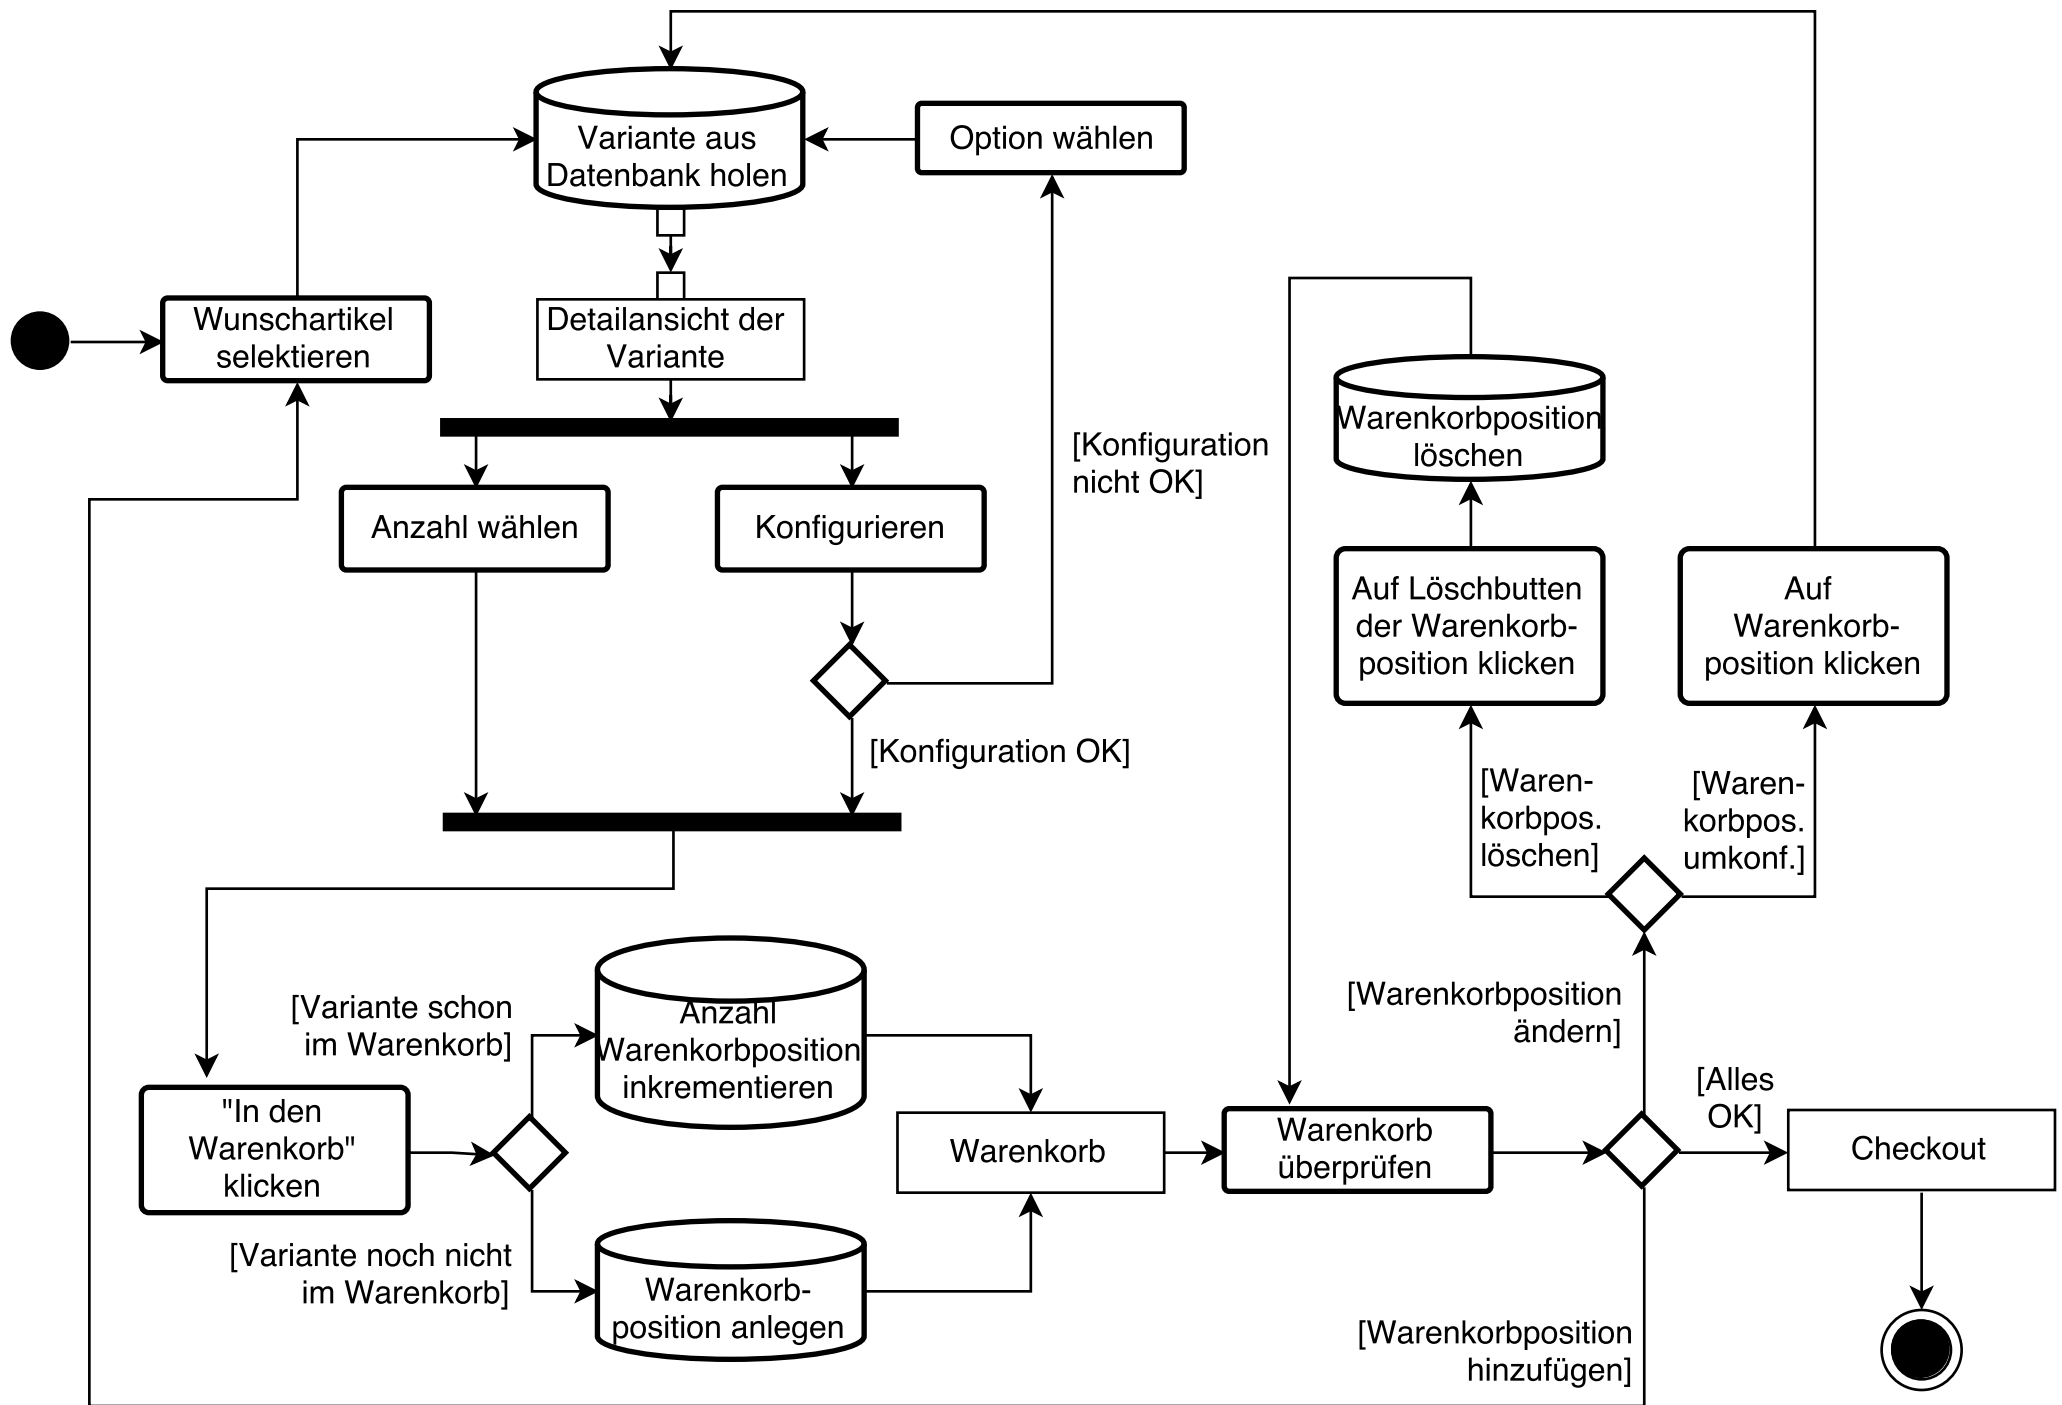 Variante aus
Datenbank holen
Option wählen
Wunschartikel
selektieren
Detailansicht der
Variante
[Konfiguration
nicht OK]
Warenkorbposition
löschen
Anzahl wählen
Konfigurieren
Auf Löschbutten
der Warenkorb-
position klicken
Auf
Warenkorb-
position klicken
[Konfiguration OK]
[Waren-
korbpos.
löschen]
[Waren-
korbpos.
umkonf.]
[Variante schon
im Warenkorb]
Anzahl
Warenkorbposition
inkrementieren
[Warenkorbposition
ändern]
[Alles
OK]
"In den
Warenkorb"
klicken
Warenkorb
Warenkorb
überprüfen
Checkout
[Variante noch nicht
im Warenkorb]
Warenkorb-
position anlegen
[Warenkorbposition
hinzufügen]